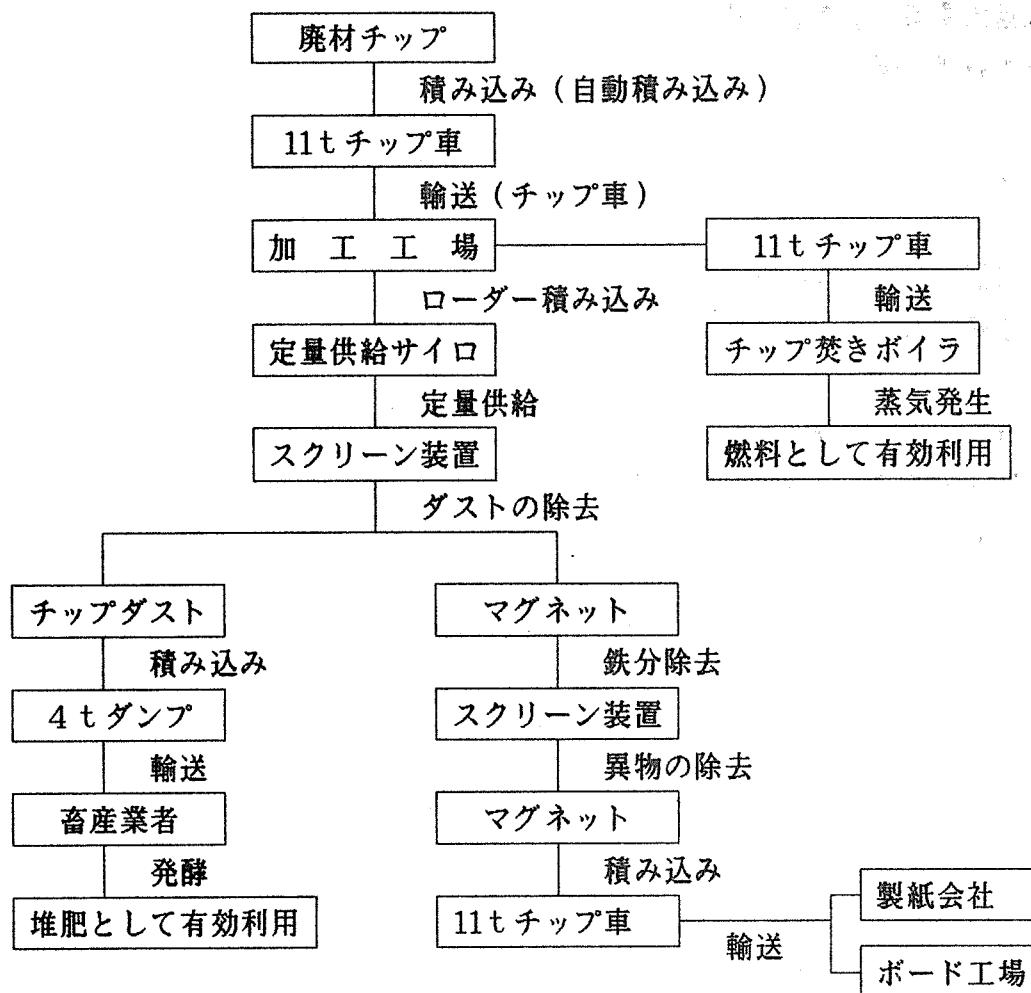 廃材チップ
積み込み（自動積み込み）
11tチップ車
輸送（チップ車）
加工工場
11tチップ車
ローダー積み込み
輸送
定量供給サイロ
チップ焚きボイラ
定量供給
蒸気発生
スクリーン装置
燃料として有効利用
ダストの除去
チップダスト
マグネット
積み込み
鉄分除去
4tダンプ
スクリーン装置
輸送
異物の除去
畜産業者
マグネット
発酵
積み込み
堆肥として有効利用
11tチップ車
輸送
製紙会社
ボード工場